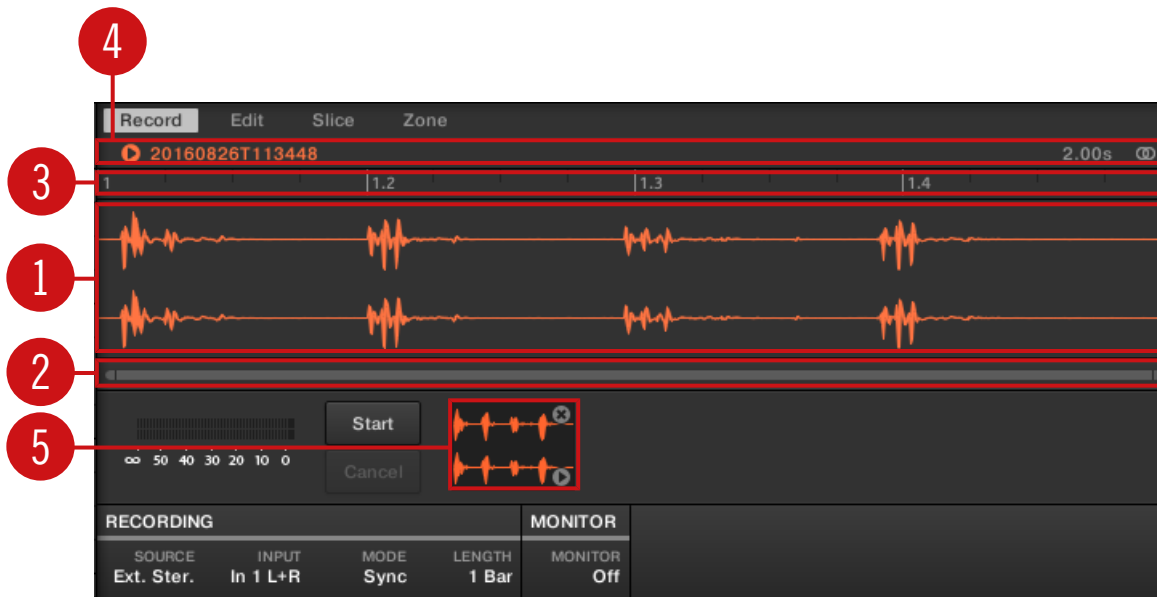 4
Record Edit Slice Zone
20160826T113448 2.00s
3
1 1.2 1.3 1.4
1
2
5
Start
∞ 50 40 30 20 10 0
Cancel
RECORDING MONITOR
SOURCE INPUT MODE LENGTH MONITOR
Ext. Ster. In 1 L+R Sync 1 Bar Off